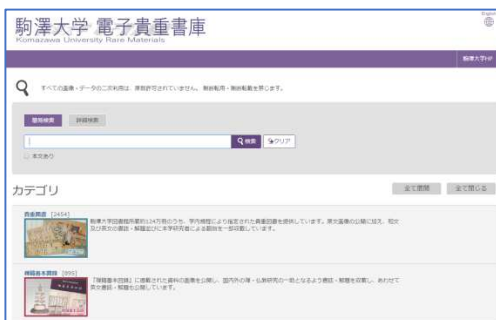 駒澤大学 電子貴重書庫
Komazawa University Rare Materials
English
駒澤大学HP
すべての画像・データの二次利用は、原則許可されていません。無断転用・無断転載を禁じます。
簡易検索 詳細検索
検索 クリア
本文あり
カテゴリ
全て展開 全て閉じる
貴重図書 [2454]
駒澤大学図書館所蔵約124万冊のうち、学内規程により指定された貴重図書を提供しています。原文画像の公開に加え、和文
及び英文の書誌・解題並びに本学研究者による翻刻を一部収載しています。
禅籍善本図録 [895]
『禅籍善本図録』に掲載された資料の画像を公開し、国内外の禅・仏教研究の一助となるよう書誌・解題を収載し、あわせて
英文書誌・解題も公開しています。